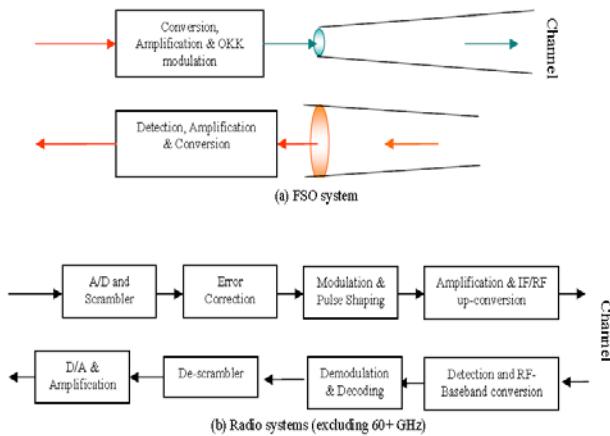 Conversion,
Amplification & OKK
modulation
Channel
Detection, Amplification
& Conversion
(a) FSO system
A/D and
Scrambler
Error
Correction
Modulation &
Pulse Shaping
Amplification & IF/RF
up-conversion
Channel
D/A &
Amplification
De-scrambler
Demodulation
& Decoding
Detection and RF-
Baseband conversion
(b) Radio systems (excluding 60+ GHz)